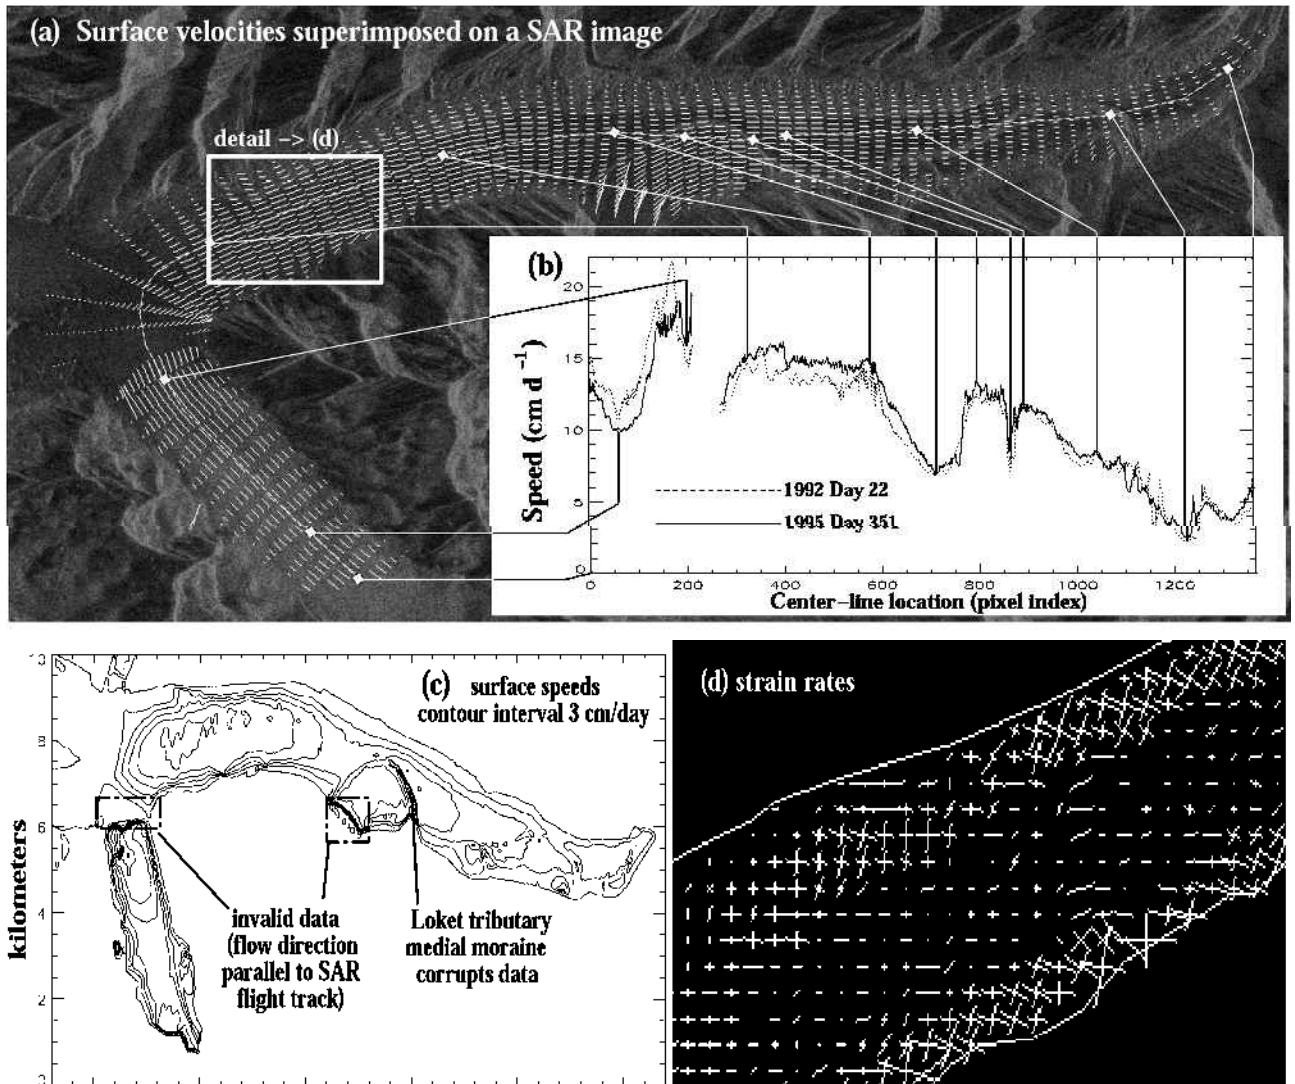 (a) Surface velocities superimposed on a SAR image
detail -> (d)
(b)
20
15
10
5
0
Speed (cm d -1)
1992 Day 22
1995 Day 351
0 200 400 600 800 1000 1200
Center-line location (pixel index)
(c) surface speeds
contour interval 3 cm/day
10
8
6
4
2
0
kilometers
invalid data
(flow direction
parallel to SAR
flight track)
Loket tributary
medial moraine
corrupts data
(d) strain rates